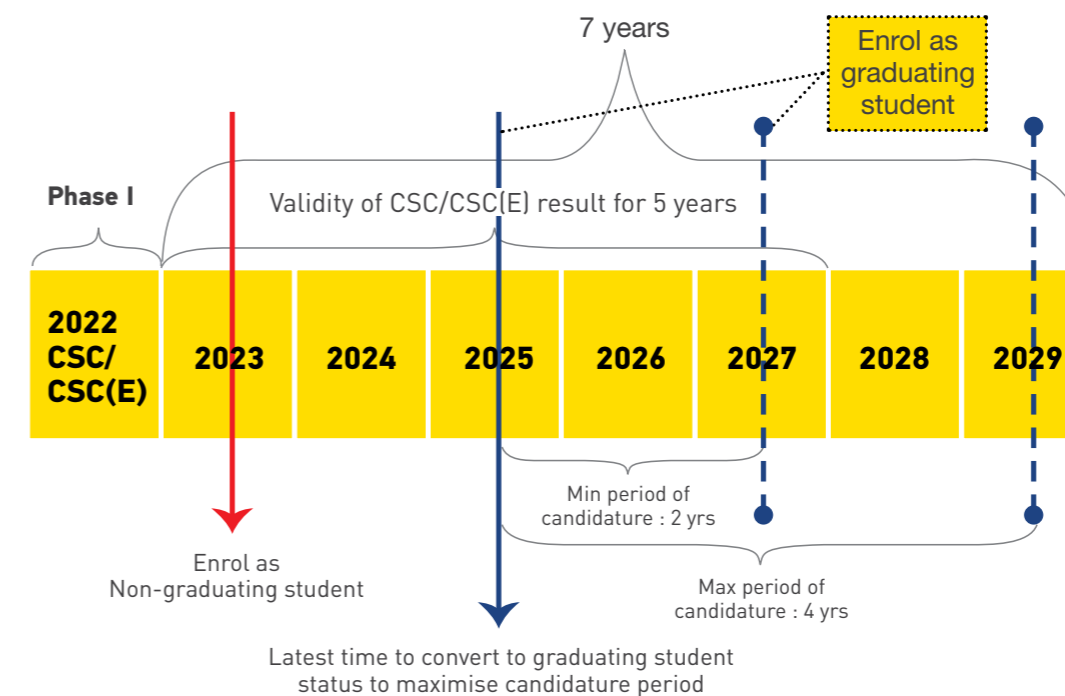 7 years
Enrol as
graduating
student
Phase I
Validity of CSC/CSC(E) result for 5 years
2022
CSC/
CSC(E)
2023
2024
2025
2026
2027
2028
2029
Min period of
candidature : 2 yrs
Enrol as
Non-graduating student
Max period of
candidature : 4 yrs
Latest time to convert to graduating student
status to maximise candidature period